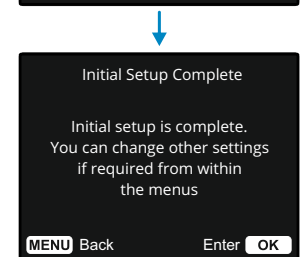 Initial Setup Complete
Initial setup is complete.
You can change other settings
if required from within
the menus
MENU Back Enter OK